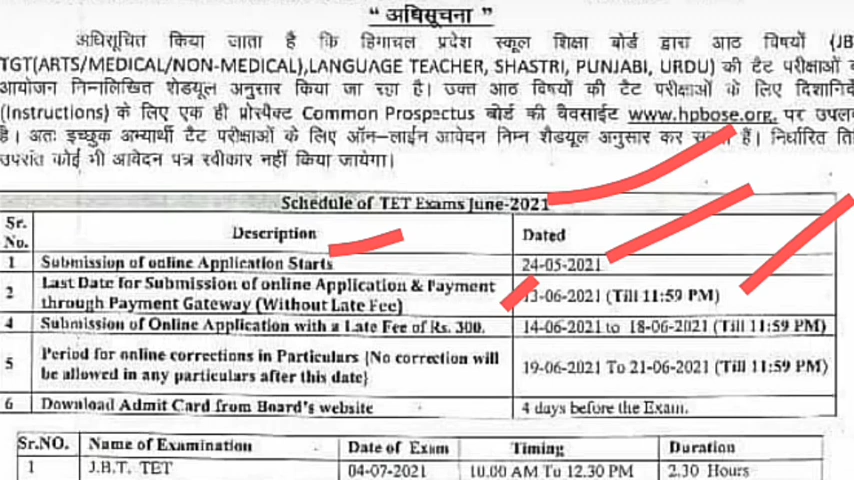 “ अधिसूचना ”
अधिसूचित किया जाता है कि हिमाचल प्रदेश स्कूल शिक्षा बोर्ड द्वारा आठ विषयों (JB
TGT(ARTS/MEDICAL/NON-MEDICAL),LANGUAGE TEACHER, SHASTRI, PUNJABI, URDU) की टैट परीक्षाओं
आयोजन निम्नलिखित शैडयूल अनुसार किया जा रहा है। उक्त आठ विषयों की टैट परीक्षाओं के लिए दिशानिर्दे
(Instructions) के लिए एक ही प्रोस्पैक्ट Common Prospectus बोर्ड की वैवसाईट www.hpbose.org. पर उपल
है। अतः इच्छुक अभ्यार्थी टैट परीक्षाओं के लिए ऑन–लाईन आवेदन निम्न शैडयूल अनुसार कर सकते हैं। निर्धारित ति
उपरांत कोई भी आवेदन पत्र स्वीकार नहीं किया जायेगा।
Schedule of TET Exams June-2021
Sr. No. Description Dated
1 Submission of online Application Starts 24-05-2021
2 Last Date for Submission of online Application & Payment through Payment Gateway (Without Late Fee) 13-06-2021 (Till 11:59 PM)
4 Submission of Online Application with a Late Fee of Rs. 300. 14-06-2021 to 18-06-2021 (Till 11:59 PM)
5 Period for online corrections in Particulars {No correction will be allowed in any particulars after this date} 19-06-2021 To 21-06-2021 (Till 11:59 PM)
6 Download Admit Card from Board's website 4 days before the Exam.
Sr.NO. Name of Examination Date of Exam Timing Duration
1 J.B.T. TET 04-07-2021 10.00 AM To 12.30 PM 2.30 Hours